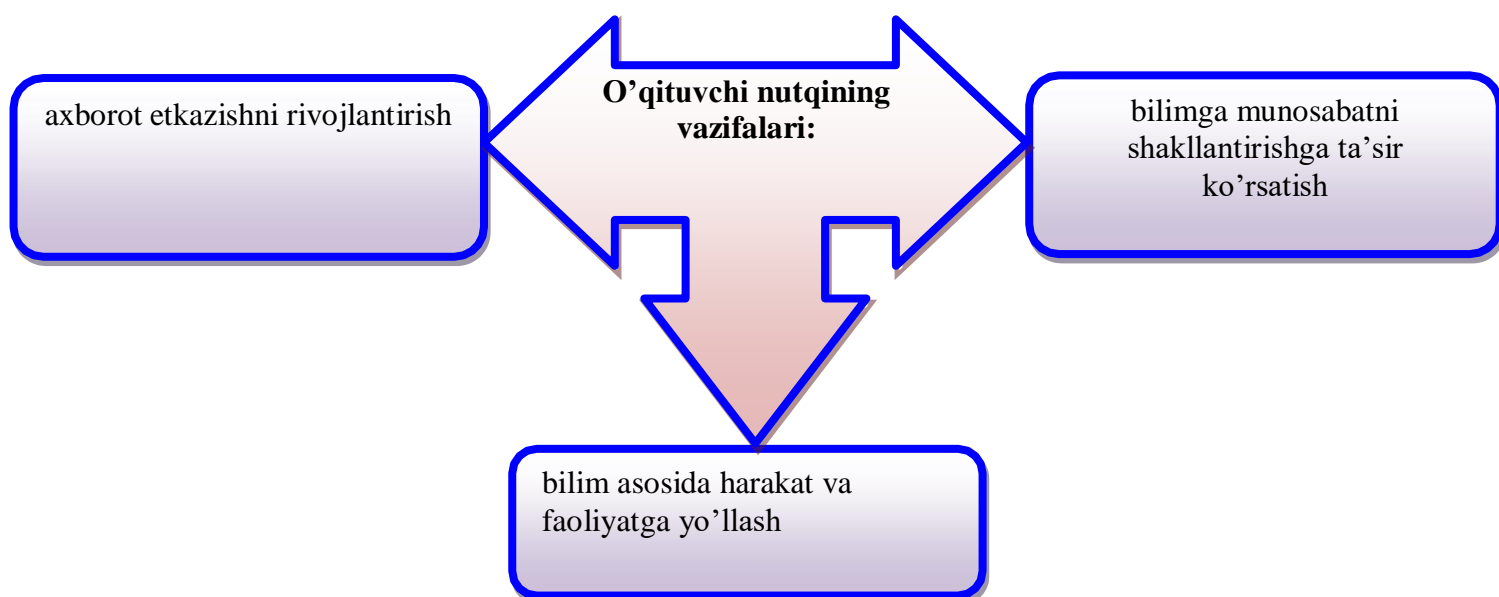 O’qituvchi nutqining
vazifalari:
axborot etkazishni rivojlantirish
bilimga munosabatni
shakllantirishga ta’sir
ko’rsatish
bilim asosida harakat va
faoliyatga yo’llash